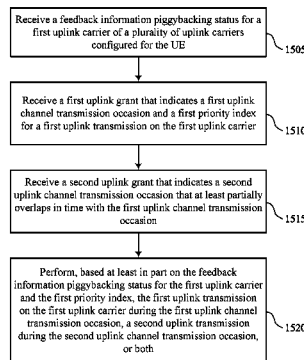 Receive a feedback information piggybacking status for a
first uplink carrier of a plurality of uplink carriers
configured for the UE
1505
Receive a first uplink grant that indicates a first uplink
channel transmission occasion and a first priority index
for a first uplink transmission on the first uplink carrier
1510
Receive a second uplink grant that indicates a second
uplink channel transmission occasion that at least partially
overlaps in time with the first uplink channel transmission
occasion
1515
Perform, based at least in part on the feedback
information piggybacking status for the first uplink carrier
and the first priority index, the first uplink transmission
on the first uplink carrier during the first uplink channel
transmission occasion, a second uplink transmission
during the second uplink channel transmission occasion,
or both
1520